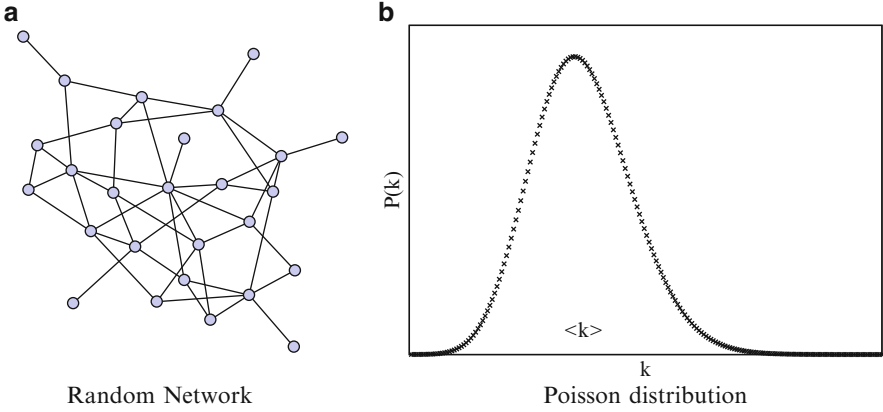 a
b
P(k)
<k>
k
Random Network
Poisson distribution